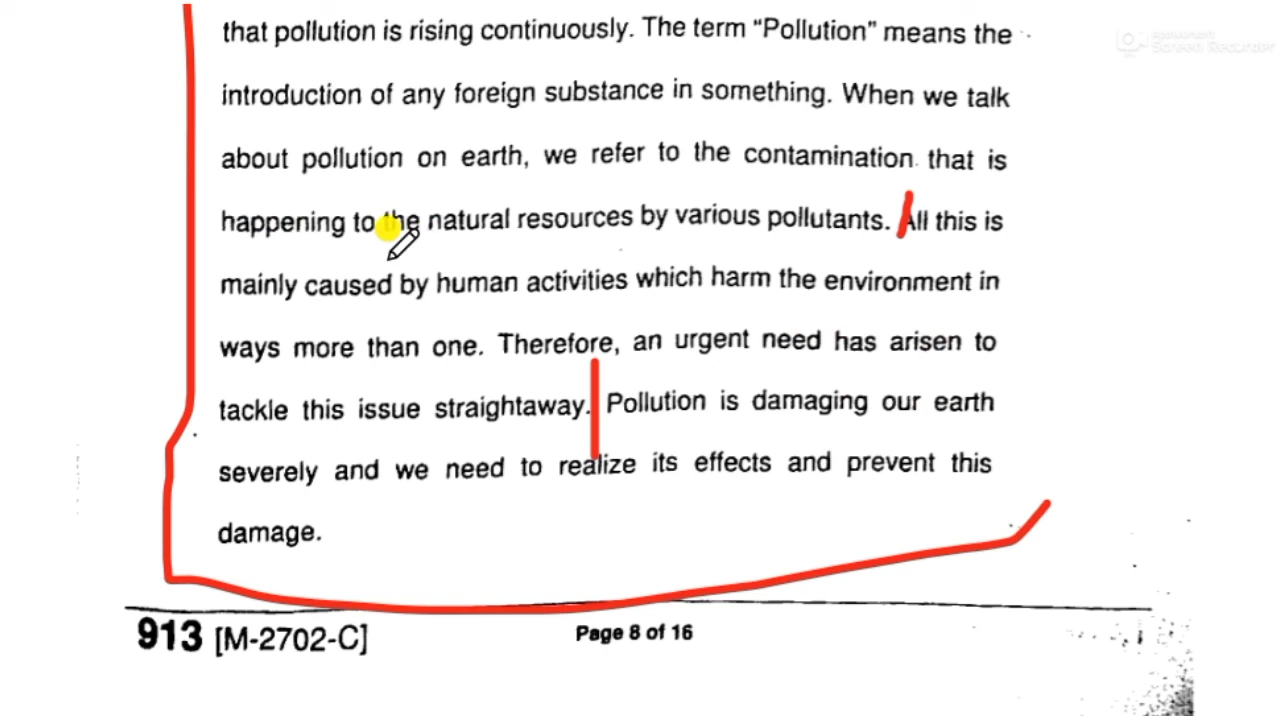 that pollution is rising continuously. The term "Pollution" means the
introduction of any foreign substance in something. When we talk
about pollution on earth, we refer to the contamination that is
happening to the natural resources by various pollutants. All this is
mainly caused by human activities which harm the environment in
ways more than one. Therefore, an urgent need has arisen to
tackle this issue straightaway. Pollution is damaging our earth
severely and we need to realize its effects and prevent this
damage.
913 [M-2702-C] Page 8 of 16
Screen Recorder